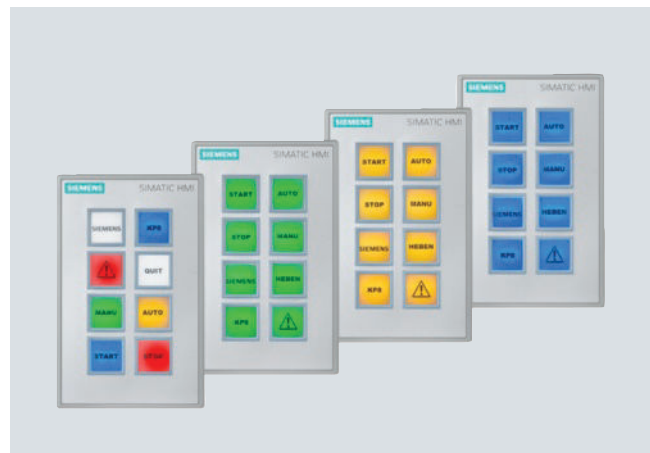 SIEMENS SIMATIC HMI
SIEMENS KP8
QUIT
MANU AUTO
START STOP
SIEMENS SIMATIC HMI
START AUTO
STOP MANU
SIEMENS HEBEN
KP8
SIEMENS SIMATIC HMI
START AUTO
STOP MANU
SIEMENS HEBEN
KP8
SIEMENS SIMATIC HMI
START AUTO
STOP MANU
SIEMENS HEBEN
KP8